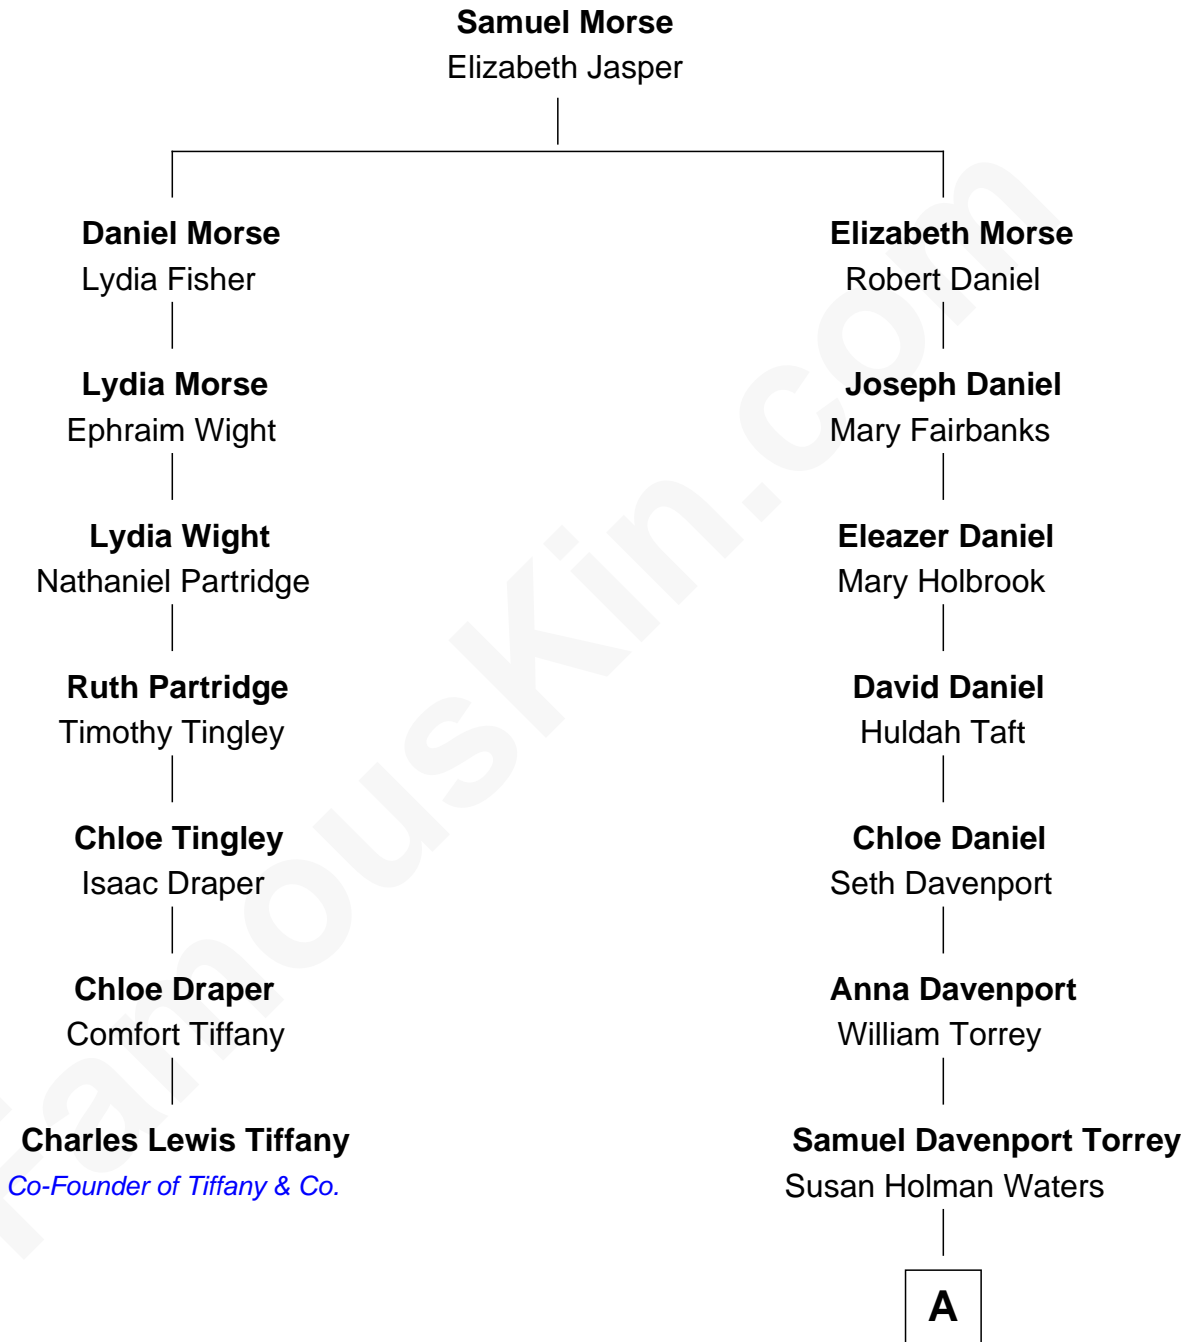 Samuel Morse
Elizabeth Jasper
Daniel Morse
Lydia Fisher
Elizabeth Morse
Robert Daniel
Lydia Morse
Ephraim Wight
Joseph Daniel
Mary Fairbanks
Lydia Wight
Nathaniel Partridge
Eleazer Daniel
Mary Holbrook
Ruth Partridge
Timothy Tingley
David Daniel
Huldah Taft
Chloe Tingley
Isaac Draper
Chloe Daniel
Seth Davenport
Chloe Draper
Comfort Tiffany
Anna Davenport
William Torrey
Charles Lewis Tiffany
Co-Founder of Tiffany & Co.
Samuel Davenport Torrey
Susan Holman Waters
A
FamousKin.com